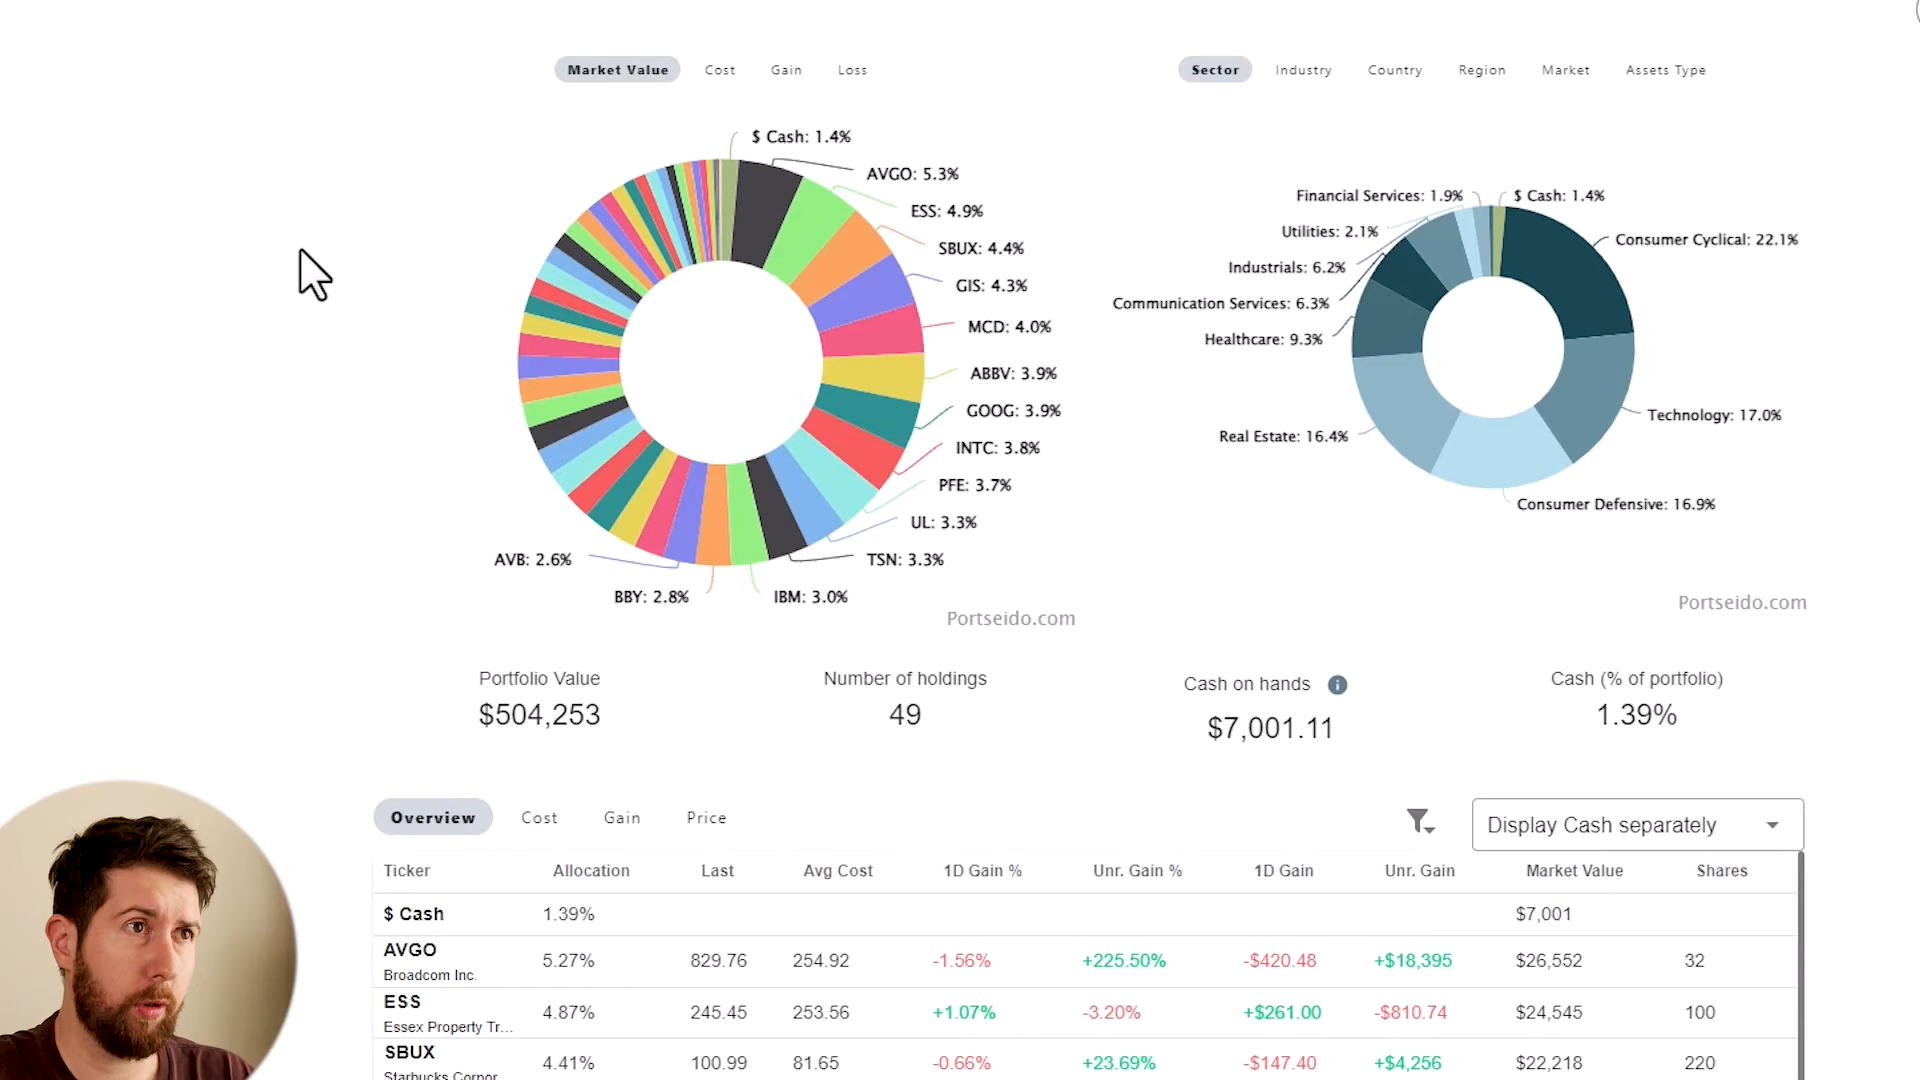 Market Value Cost Gain Loss
Sector Industry Country Region Market Assets Type
$ Cash: 1.4%
AVGO: 5.3%
ESS: 4.9%
SBUX: 4.4%
GIS: 4.3%
MCD: 4.0%
ABBV: 3.9%
GOOG: 3.9%
INTC: 3.8%
PFE: 3.7%
UL: 3.3%
TSN: 3.3%
IBM: 3.0%
BBY: 2.8%
AVB: 2.6%
Portseido.com
Financial Services: 1.9%
$ Cash: 1.4%
Utilities: 2.1%
Consumer Cyclical: 22.1%
Industrials: 6.2%
Communication Services: 6.3%
Healthcare: 9.3%
Technology: 17.0%
Real Estate: 16.4%
Consumer Defensive: 16.9%
Portseido.com
Portfolio Value Number of holdings Cash on hands i Cash (% of portfolio)
$504,253 49 $7,001.11 1.39%
Overview Cost Gain Price Display Cash separately
Ticker Allocation Last Avg Cost 1D Gain % Unr. Gain % 1D Gain Unr. Gain Market Value Shares
$ Cash 1.39% $7,001
AVGO
Broadcom Inc. 5.27% 829.76 254.92 -1.56% +225.50% -$420.48 +$18,395 $26,552 32
ESS
Essex Property Tr... 4.87% 245.45 253.56 +1.07% -3.20% +$261.00 -$810.74 $24,545 100
SBUX
Starbucks Corpor... 4.41% 100.99 81.65 -0.66% +23.69% -$147.40 +$4,256 $22,218 220